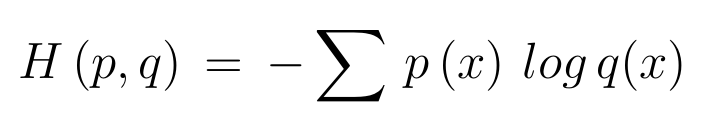 H (p, q) = − ∑ p (x) log q(x)